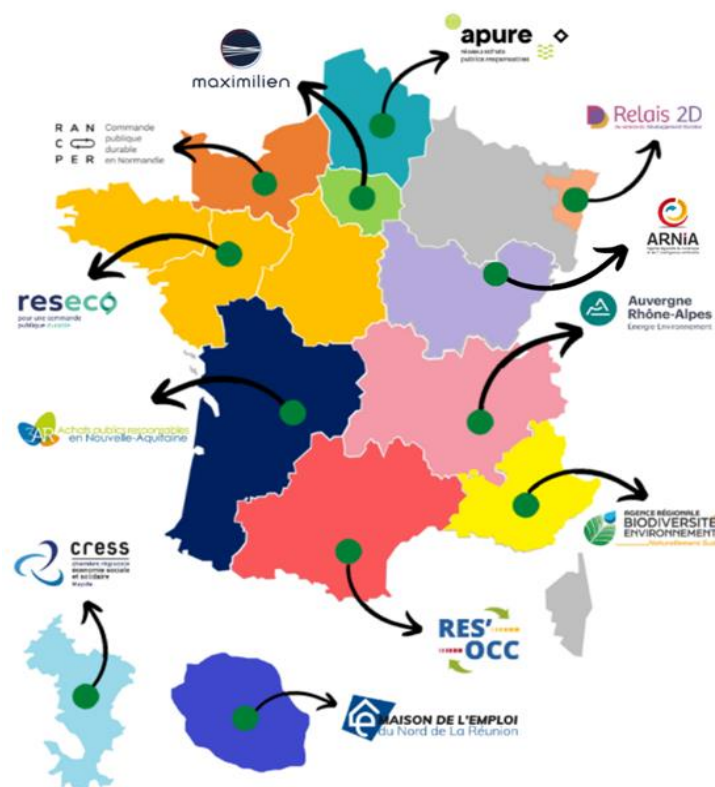 apure
réseau achats
publics responsables
maximilien
Relais 2D
RAN
C PER
Commande
publique
durable
en Normandie
ARNiA
reseco
pour une commande
publique durable
Auvergne
Rhône-Alpes
Energie Environnement
3AR Achats publics responsables
en Nouvelle-Aquitaine
AGENCE RÉGIONALE
BIODIVERSITÉ
ENVIRONNEMENT
cress
chambre régionale
économie sociale
et solidaire
Mayotte
RES'
OCC
MAISON DE L'EMPLOI
du Nord de La Réunion